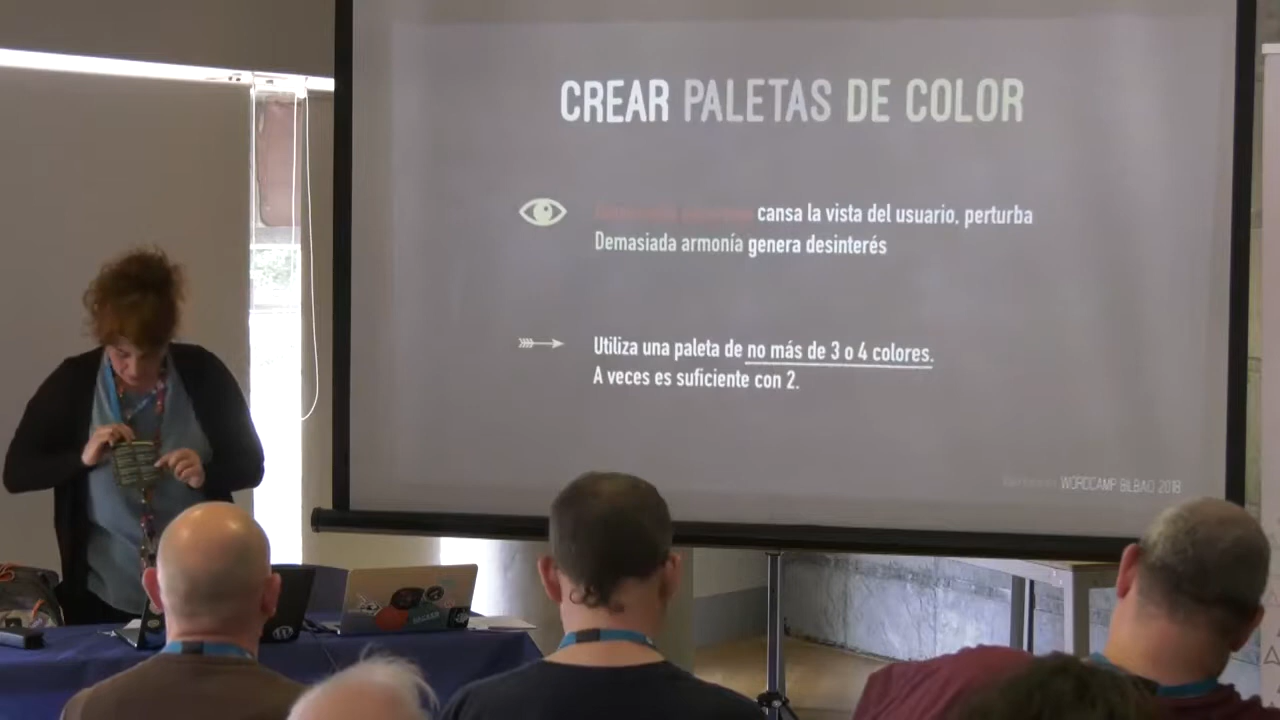 CREAR PALETAS DE COLOR
cansa la vista del usuario, perturba
Demasiada armonía genera desinterés
Utiliza una paleta de no más de 3 o 4 colores.
A veces es suficiente con 2.
WORDCAMP BILBAO 2018